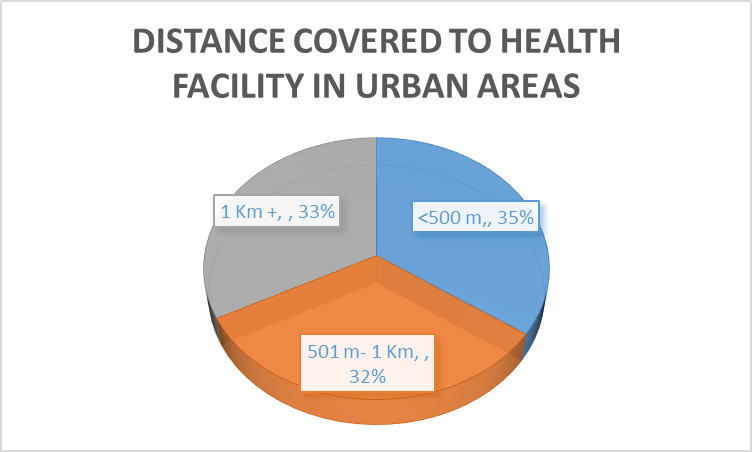 DISTANCE COVERED TO HEALTH
FACILITY IN URBAN AREAS
1 Km +, , 33%
<500 m,, 35%
501 m- 1 Km, ,
32%